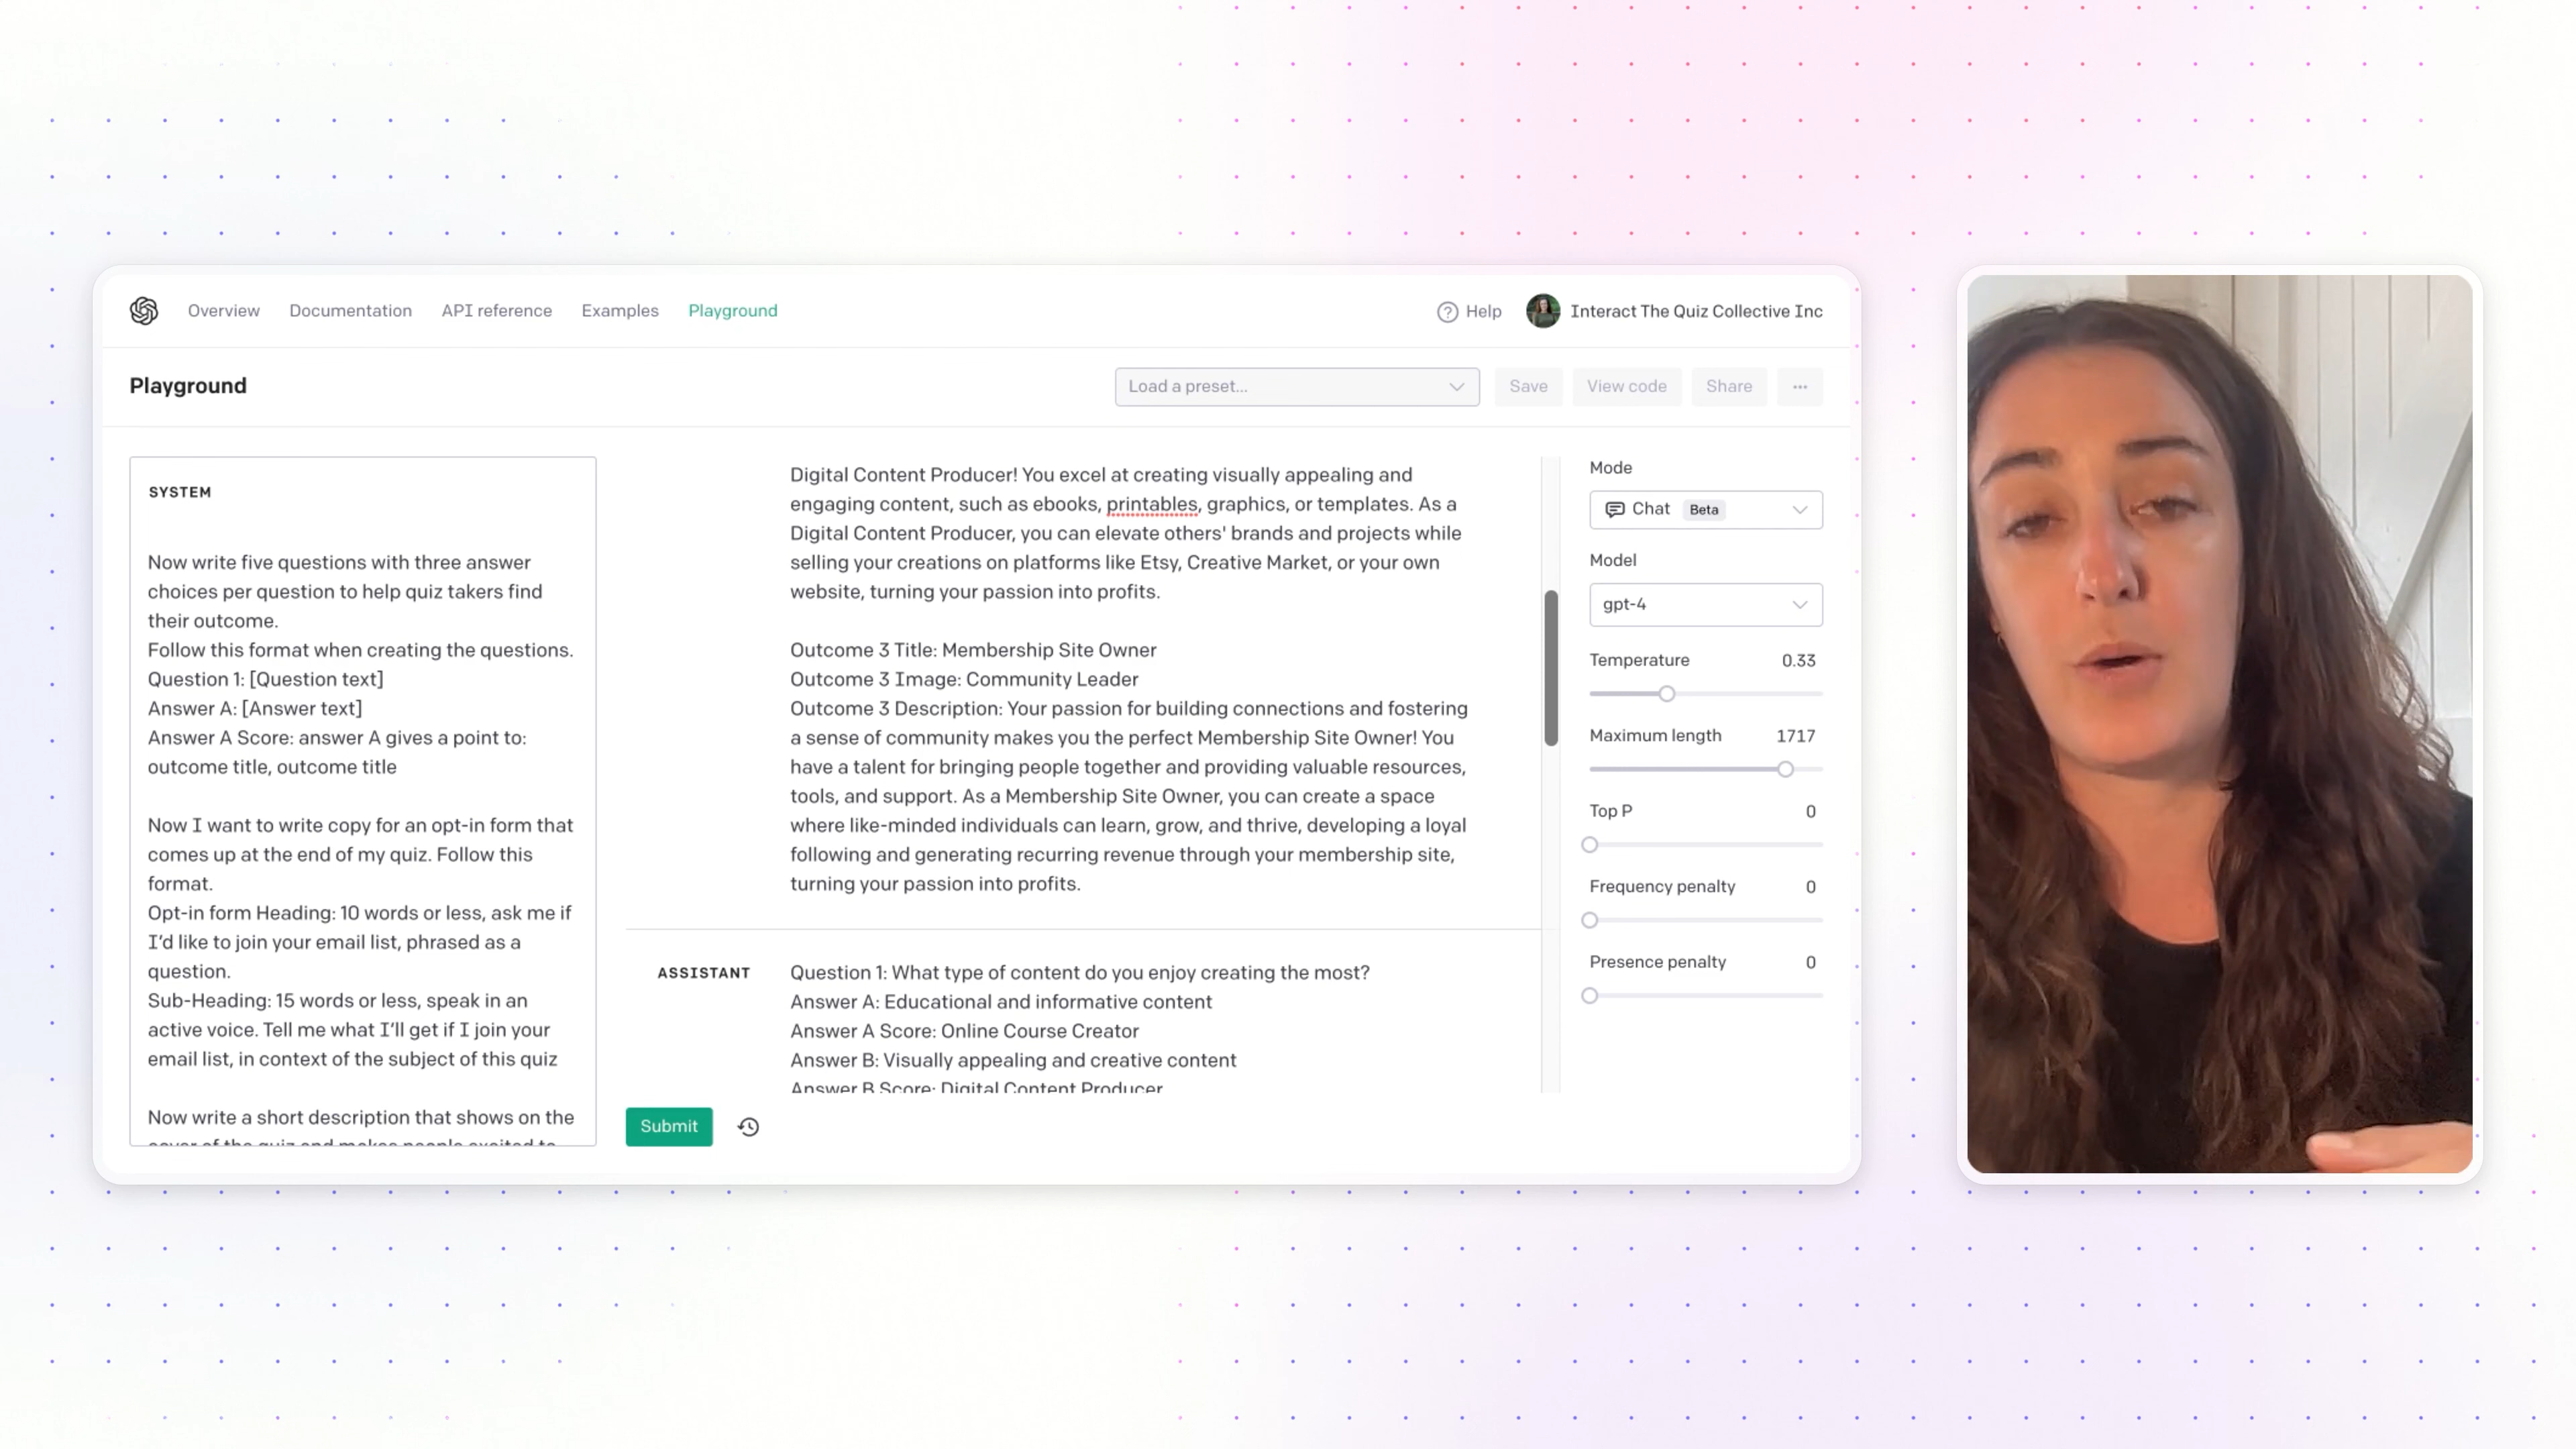 Overview Documentation API reference Examples Playground
Help Interact The Quiz Collective Inc
Playground
Load a preset...
Save
View code
Share
SYSTEM
Now write five questions with three answer
choices per question to help quiz takers find
their outcome.
Follow this format when creating the questions.
Question 1: [Question text]
Answer A: [Answer text]
Answer A Score: answer A gives a point to:
outcome title, outcome title
Now I want to write copy for an opt-in form that
comes up at the end of my quiz. Follow this
format.
Opt-in form Heading: 10 words or less, ask me if
I'd like to join your email list, phrased as a
question.
Sub-Heading: 15 words or less, speak in an
active voice. Tell me what I'll get if I join your
email list, in context of the subject of this quiz
Now write a short description that shows on the
cover of the quiz and makes people excited to
Digital Content Producer! You excel at creating visually appealing and
engaging content, such as ebooks, printables, graphics, or templates. As a
Digital Content Producer, you can elevate others' brands and projects while
selling your creations on platforms like Etsy, Creative Market, or your own
website, turning your passion into profits.
Outcome 3 Title: Membership Site Owner
Outcome 3 Image: Community Leader
Outcome 3 Description: Your passion for building connections and fostering
a sense of community makes you the perfect Membership Site Owner! You
have a talent for bringing people together and providing valuable resources,
tools, and support. As a Membership Site Owner, you can create a space
where like-minded individuals can learn, grow, and thrive, developing a loyal
following and generating recurring revenue through your membership site,
turning your passion into profits.
ASSISTANT
Question 1: What type of content do you enjoy creating the most?
Answer A: Educational and informative content
Answer A Score: Online Course Creator
Answer B: Visually appealing and creative content
Answer B Score: Digital Content Producer
Submit
Mode
Chat Beta
Model
gpt-4
Temperature 0.33
Maximum length 1717
Top P 0
Frequency penalty 0
Presence penalty 0